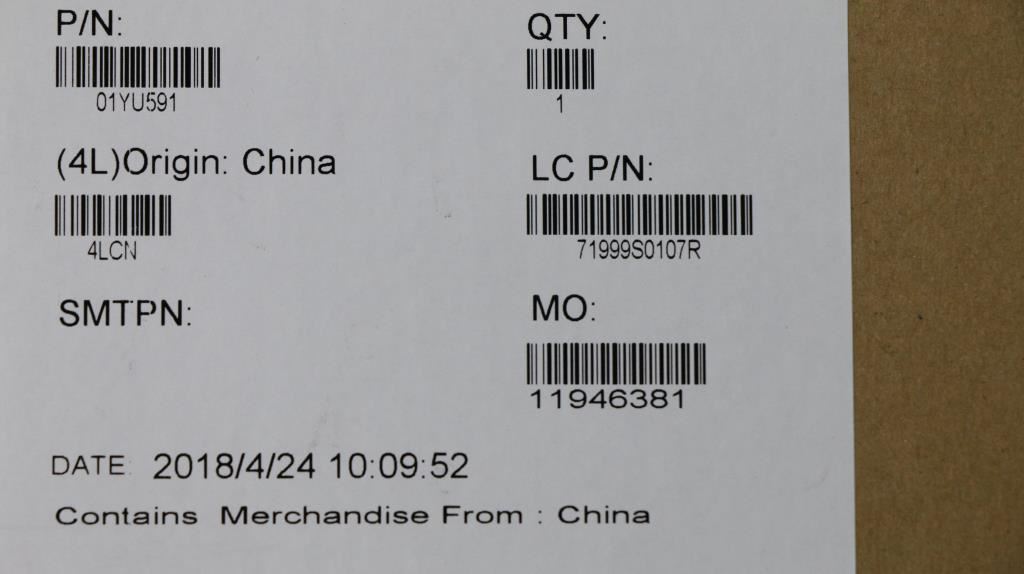 P/N:
01YU591
QTY:
1
(4L)Origin: China
4LCN
LC P/N:
71999S0107R
SMTPN:
MO:
11946381
DATE: 2018/4/24 10:09:52
Contains Merchandise From : China